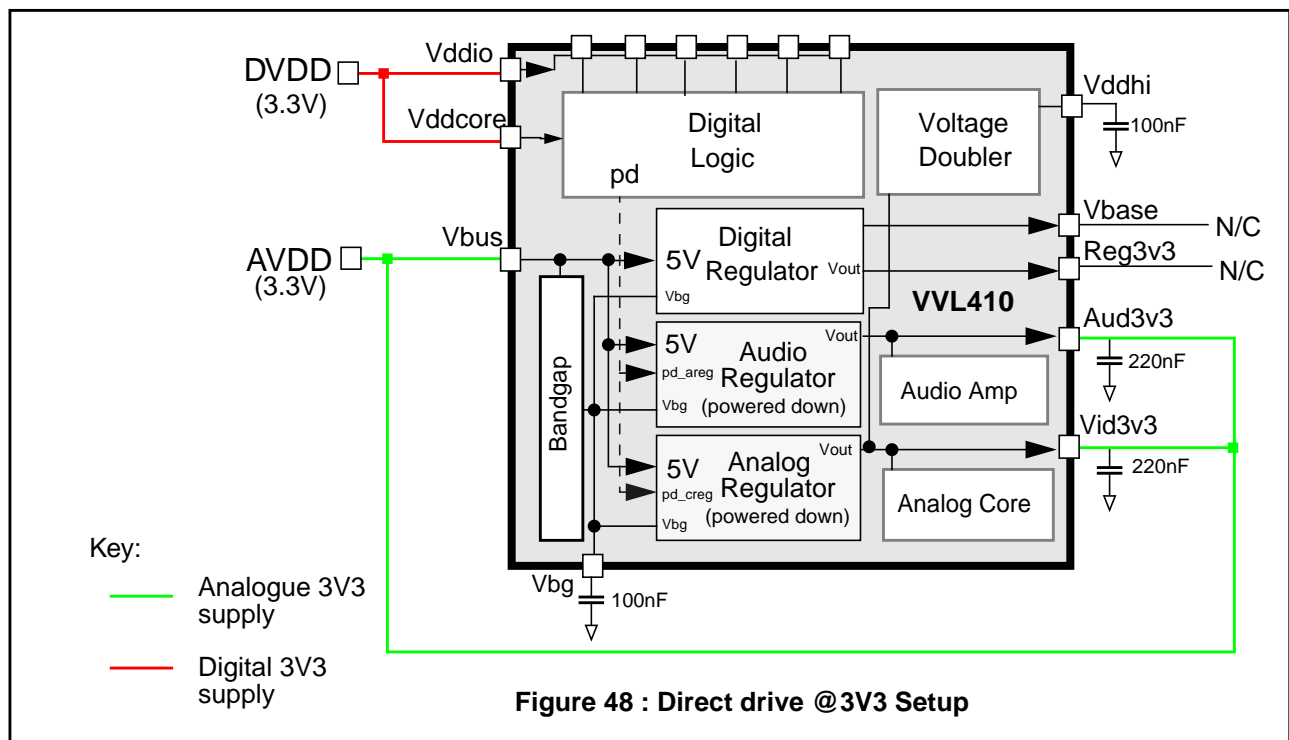 Vddio
DVDD
(3.3V)
Vddcore
Digital
Logic
pd
Voltage
Doubler
Vddhi
100nF
Vbus
AVDD
(3.3V)
5V
Digital
Regulator
Vout
Vbg
Vbase
N/C
Reg3v3
N/C
VVL410
5V
pd_areg
Vbg
Audio
Regulator
(powered down)
Vout
Audio Amp
Aud3v3
220nF
Bandgap
5V
pd_creg
Vbg
Analog
Regulator
(powered down)
Vout
Analog Core
Vid3v3
220nF
Vbg
100nF
Key:
Analogue 3V3
supply
Digital 3V3
supply
Figure 48 : Direct drive @3V3 Setup